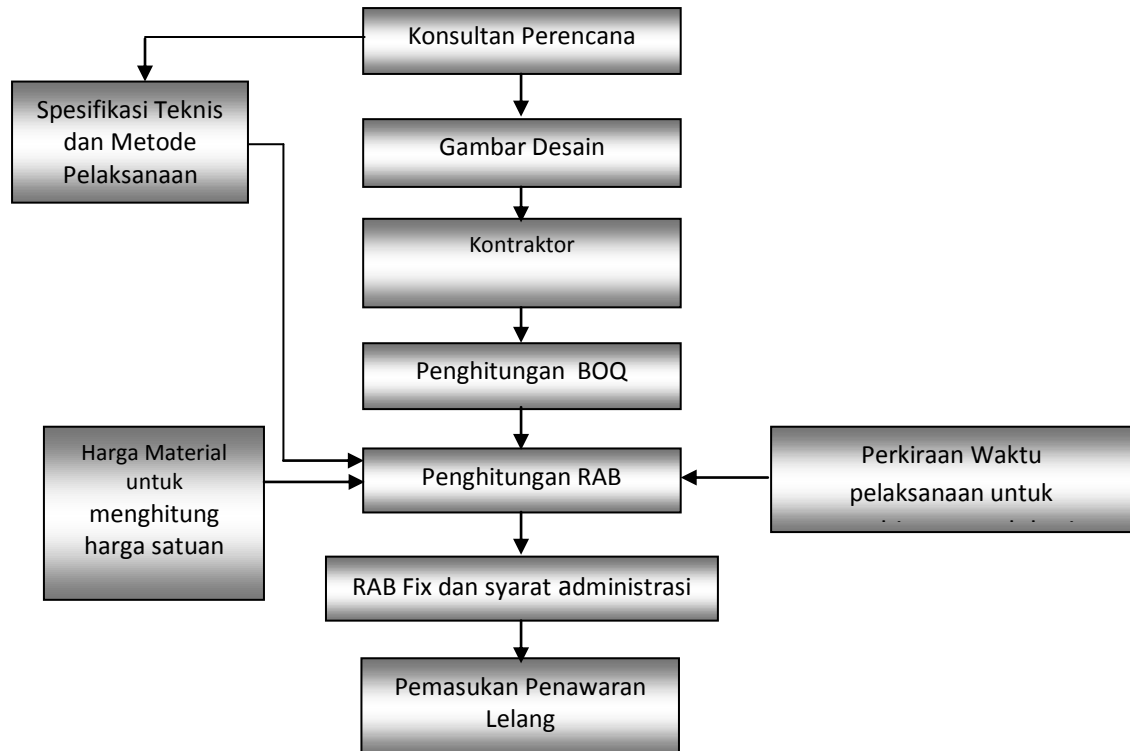 Konsultan Perencana
Spesifikasi Teknis
dan Metode
Pelaksanaan
Gambar Desain
Kontraktor
Penghitungan BOQ
Harga Material
untuk
menghitung
harga satuan
Penghitungan RAB
Perkiraan Waktu
pelaksanaan untuk
RAB Fix dan syarat administrasi
Pemasukan Penawaran
Lelang